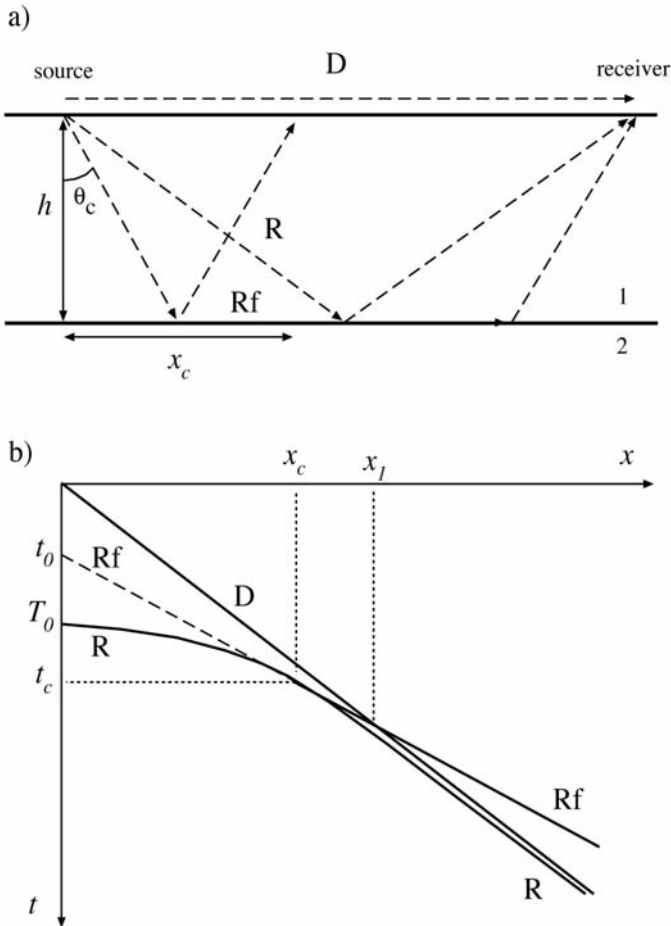 a)
source D receiver
h θc R
Rf 1
xc 2
b)
xc x1 x
t0 Rf
D
T0
R
tc
Rf
R
t